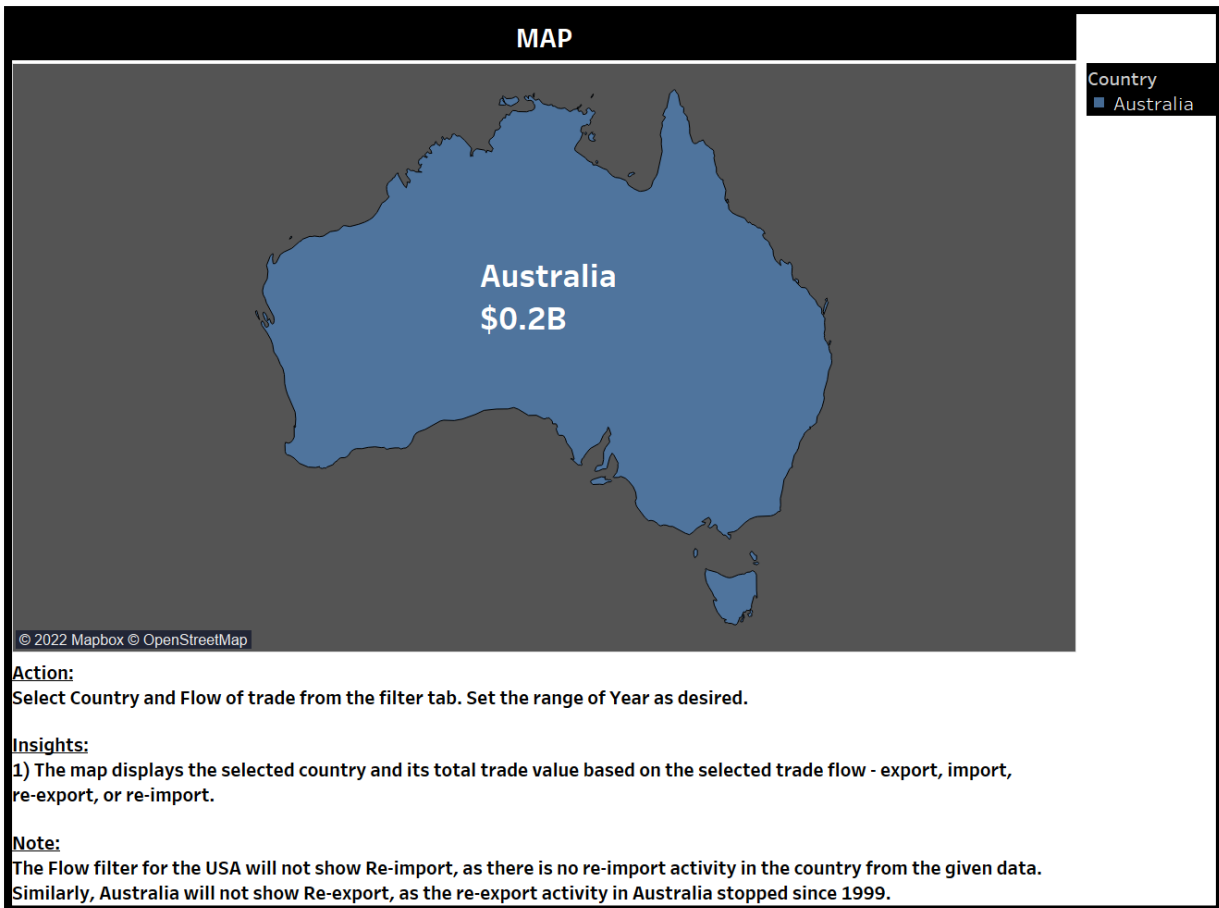 MAP
Country
Australia
Australia
$0.2B
© 2022 Mapbox © OpenStreetMap
Action:
Select Country and Flow of trade from the filter tab. Set the range of Year as desired.
Insights:
1) The map displays the selected country and its total trade value based on the selected trade flow - export, import,
re-export, or re-import.
Note:
The Flow filter for the USA will not show Re-import, as there is no re-import activity in the country from the given data.
Similarly, Australia will not show Re-export, as the re-export activity in Australia stopped since 1999.